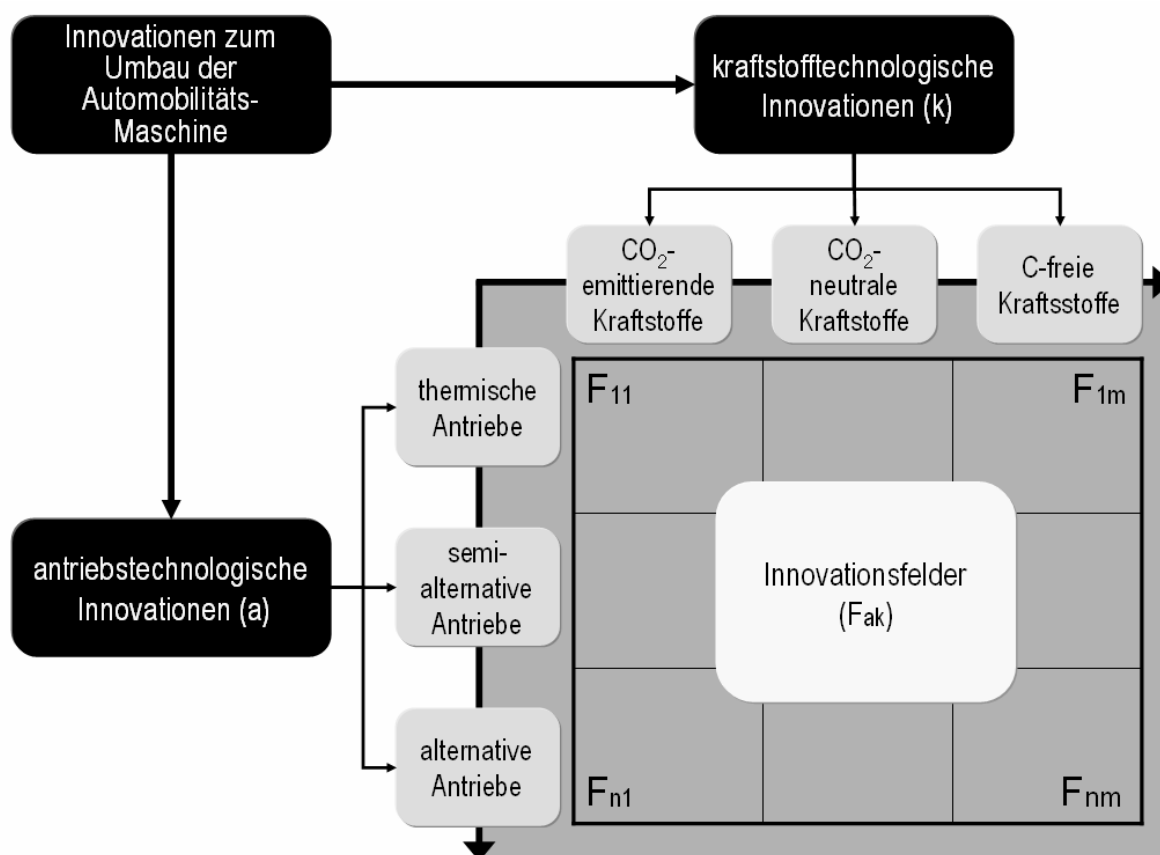 Innovationen zum
Umbau der
Automobilitäts-
Maschine
kraftstofftechnologische
Innovationen (k)
CO₂-
emittierende
Kraftstoffe
CO₂-
neutrale
Kraftstoffe
C-freie
Kraftsstoffe
thermische
Antriebe
F₁₁
F₁ₘ
antriebstechnologische
Innovationen (a)
semi-
alternative
Antriebe
Innovationsfelder
(Fak)
alternative
Antriebe
Fn1
Fnm